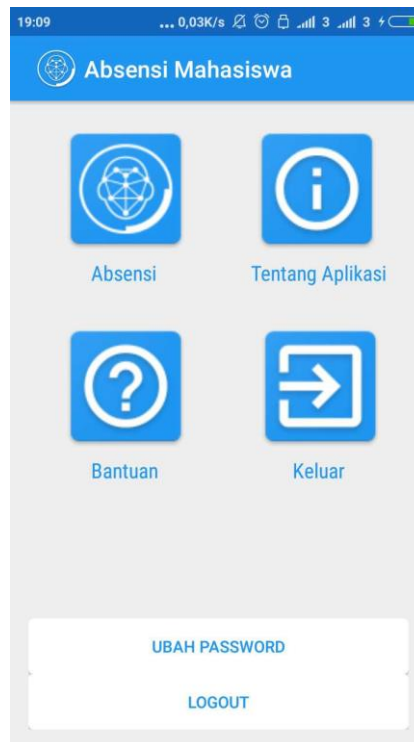 19:09 ... 0,03K/s 3 3
Absensi Mahasiswa
Absensi Tentang Aplikasi
Bantuan Keluar
UBAH PASSWORD
LOGOUT